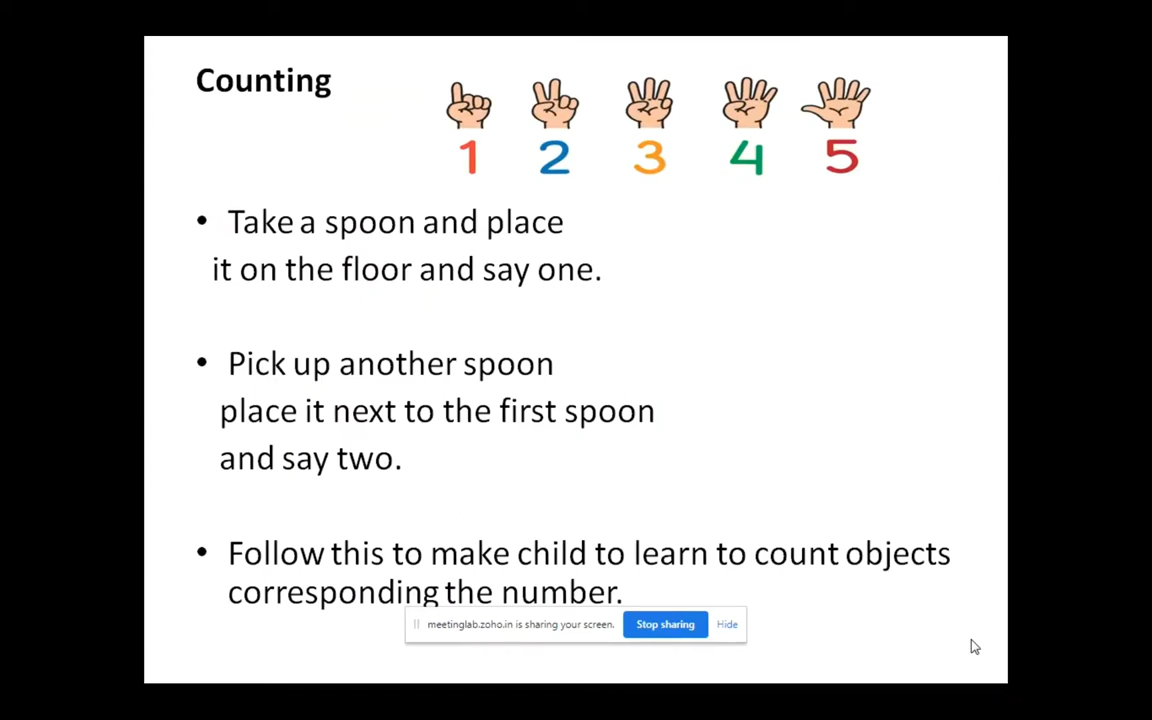 Counting
1 2 3 4 5
• Take a spoon and place
it on the floor and say one.
• Pick up another spoon
place it next to the first spoon
and say two.
• Follow this to make child to learn to count objects
corresponding the number.
meetinglab.zoho.in is sharing your screen. Stop sharing Hide